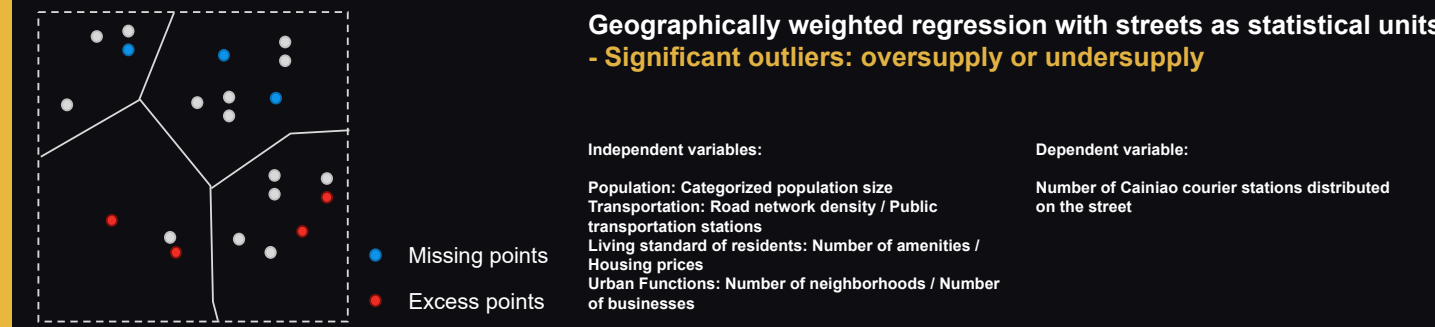 Geographically weighted regression with streets as statistical units
- Significant outliers: oversupply or undersupply
Independent variables:
Population: Categorized population size
Transportation: Road network density / Public
transportation stations
Living standard of residents: Number of amenities /
Housing prices
Urban Functions: Number of neighborhoods / Number
of businesses
Dependent variable:
Number of Cainiao courier stations distributed
on the street
Missing points
Excess points